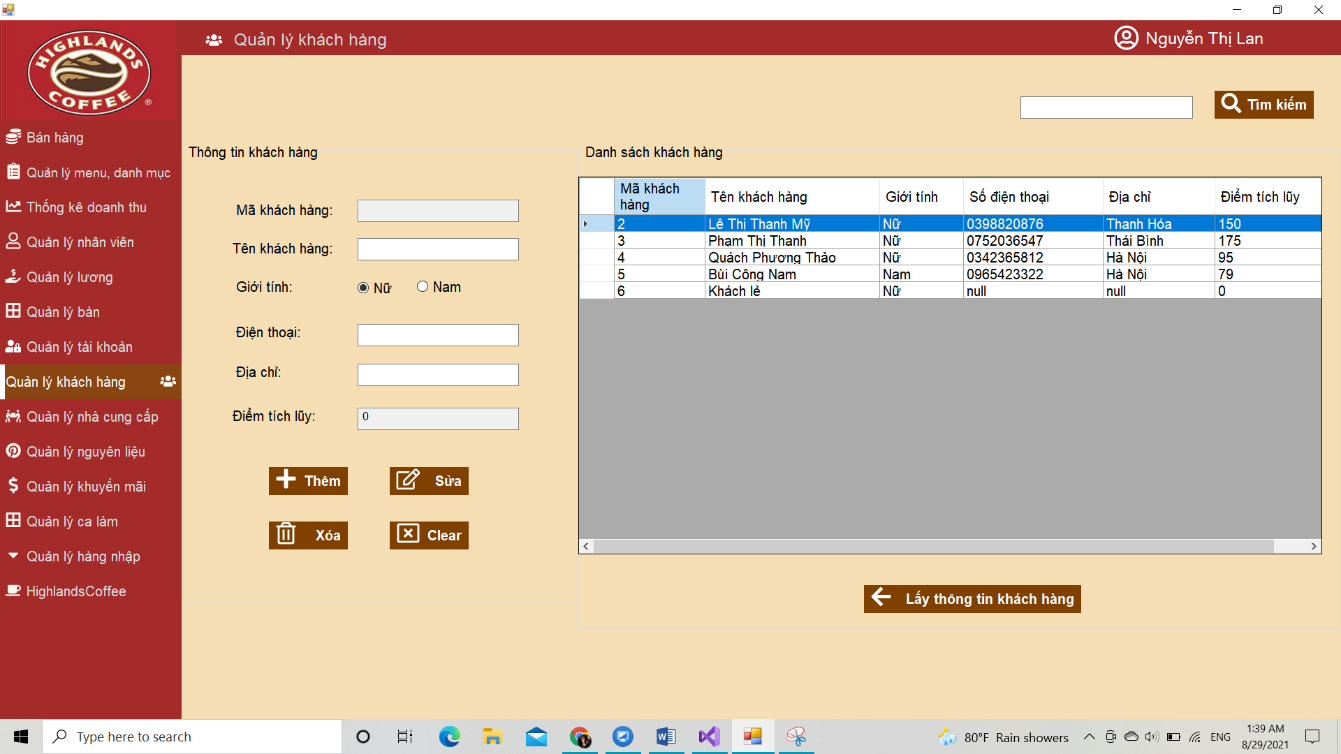 Quản lý khách hàng
Nguyễn Thị Lan
HIGHLANDS
COFFEE
®
Tìm kiếm
Bán hàng
Quản lý menu, danh mục
Thống kê doanh thu
Quản lý nhân viên
Quản lý lương
Quản lý bàn
Quản lý tài khoản
Quản lý khách hàng
Quản lý nhà cung cấp
Quản lý nguyên liệu
Quản lý khuyến mãi
Quản lý ca làm
Quản lý hàng nhập
HighlandsCoffee
Thông tin khách hàng
Mã khách hàng:
Tên khách hàng:
Giới tính: Nữ Nam
Điện thoại:
Địa chỉ:
Điểm tích lũy: 0
Thêm Sửa
Xóa Clear
Danh sách khách hàng
Mã khách hàng Tên khách hàng Giới tính Số điện thoại Địa chỉ Điểm tích lũy
2 Lê Thị Thanh Mỹ Nữ 0398820876 Thanh Hóa 150
3 Phạm Thị Thanh Nữ 0752036547 Thái Bình 175
4 Quách Phương Thảo Nữ 0342365812 Hà Nội 95
5 Bùi Công Nam Nam 0965423322 Hà Nội 79
6 Khách lẻ Nữ null null 0
Lấy thông tin khách hàng
Type here to search
80°F Rain showers
ENG
1:39 AM
8/29/2021